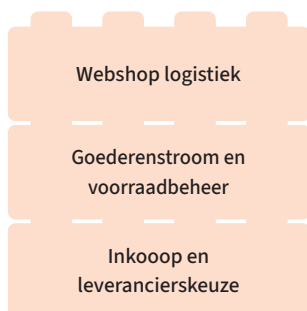 Webshop logistiek
Goederenstroom en
voorraadbeheer
Inkooop en
leverancierskeuze